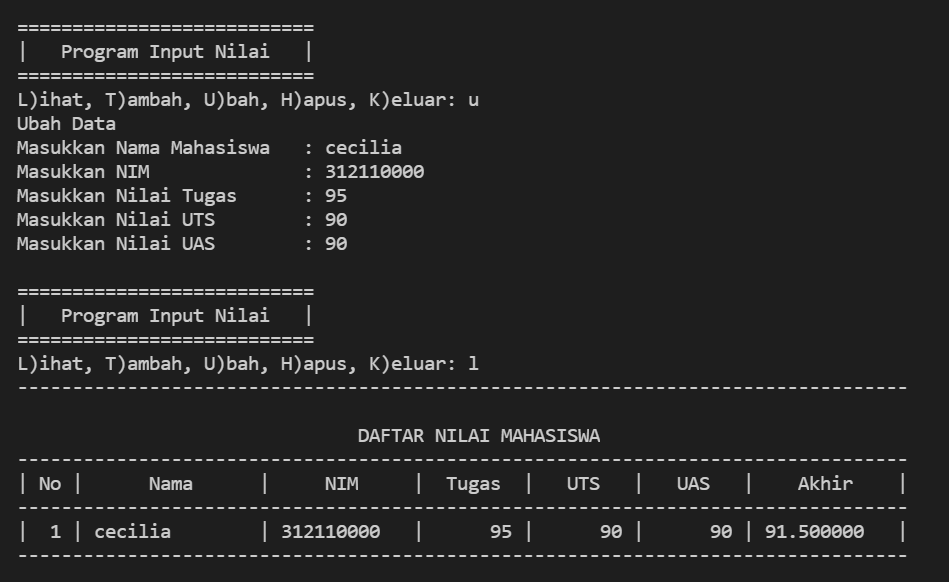 ===========================
|   Program Input Nilai   |
===========================
L)ihat, T)ambah, U)bah, H)apus, K)eluar: u
Ubah Data
Masukkan Nama Mahasiswa   : cecilia
Masukkan NIM              : 312110000
Masukkan Nilai Tugas      : 95
Masukkan Nilai UTS        : 90
Masukkan Nilai UAS        : 90
===========================
|   Program Input Nilai   |
===========================
L)ihat, T)ambah, U)bah, H)apus, K)eluar: l
---------------------------------------------------------------------------------
                               DAFTAR NILAI MAHASISWA
---------------------------------------------------------------------------------
| No |      Nama      |     NIM     |  Tugas  |   UTS   |   UAS   |    Akhir    |
---------------------------------------------------------------------------------
|  1 | cecilia        | 312110000   |      95 |      90 |      90 | 91.500000   |
---------------------------------------------------------------------------------